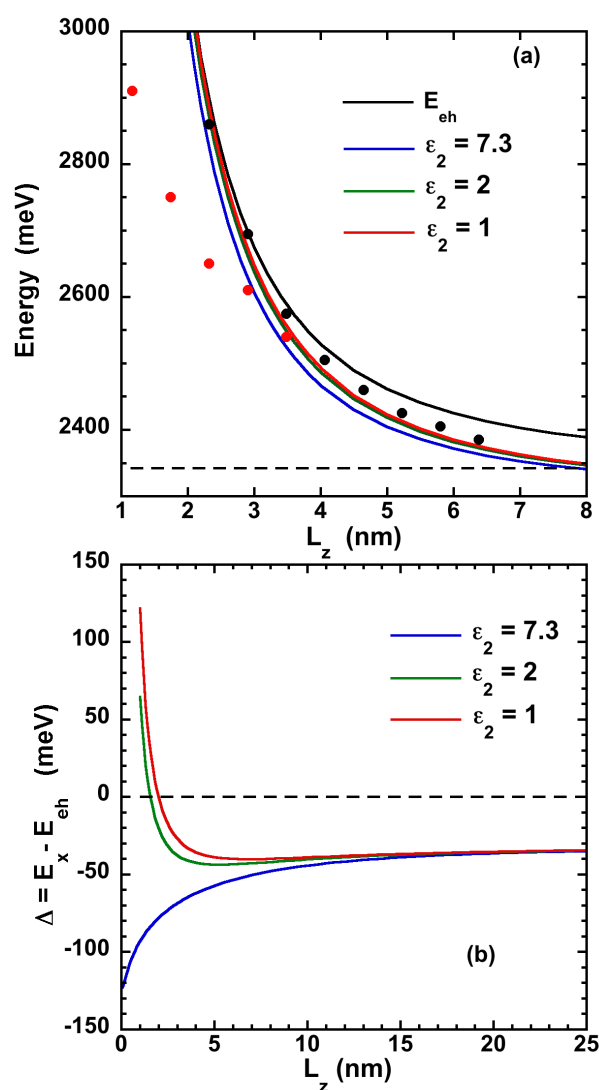 3000
2800
2600
2400
Energy (meV)
(a)
E_eh
ε_2 = 7.3
ε_2 = 2
ε_2 = 1
1 2 3 4 5 6 7 8
L_z (nm)
150
100
50
0
-50
-100
-150
Δ = E_x - E_eh (meV)
ε_2 = 7.3
ε_2 = 2
ε_2 = 1
(b)
0 5 10 15 20 25
L_z (nm)